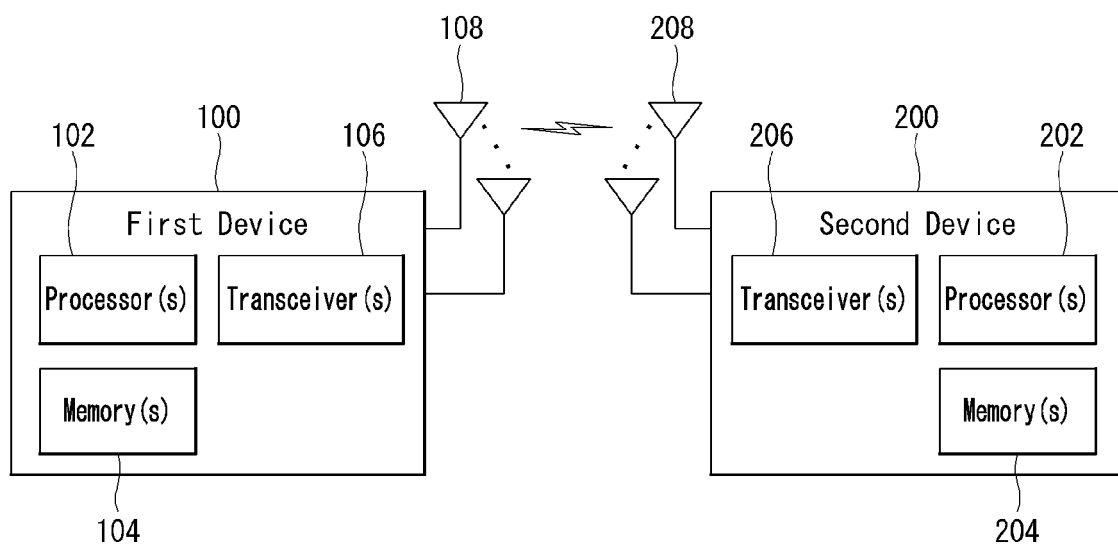 108
208
100
200
102
106
206
202
First Device
Second Device
Processor(s)
Transceiver(s)
Transceiver(s)
Processor(s)
Memory(s)
Memory(s)
104
204